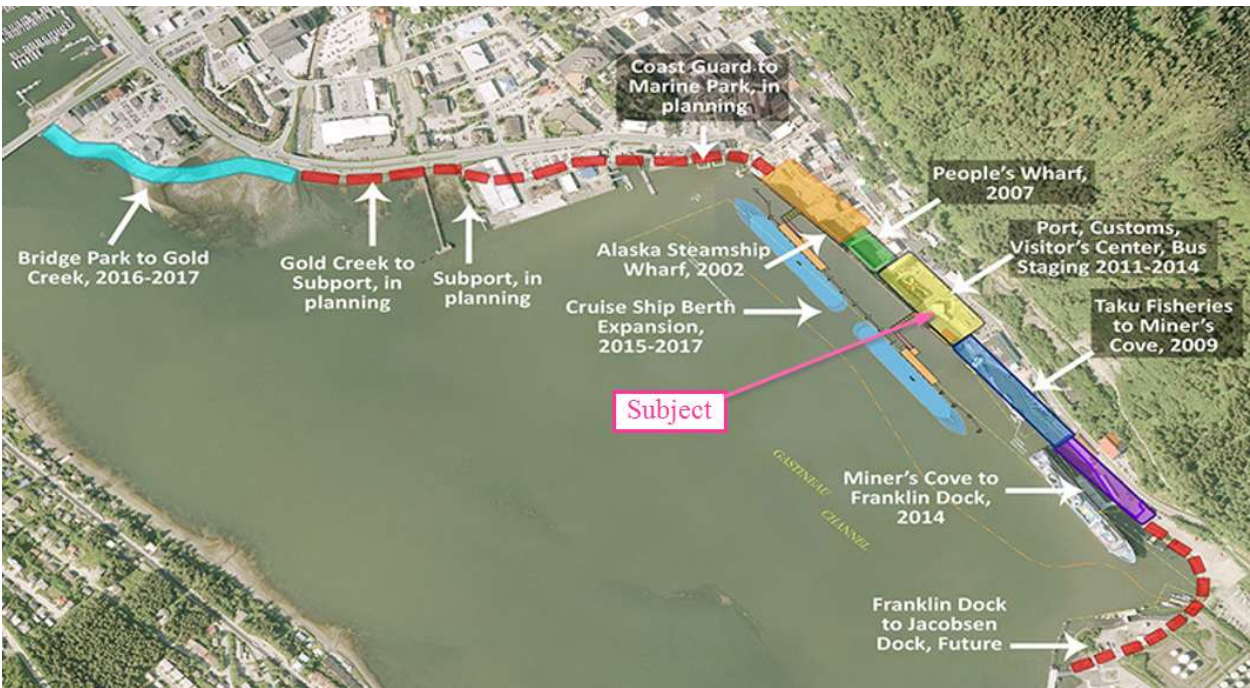 Coast Guard to
Marine Park, in
planning
People's Wharf,
2007
Port, Customs,
Visitor's Center, Bus
Staging 2011-2014
Bridge Park to Gold
Creek, 2016-2017
Gold Creek to
Subport, in
planning
Subport, in
planning
Alaska Steamship
Wharf, 2002
Cruise Ship Berth
Expansion,
2015-2017
Taku Fisheries
to Miner's
Cove, 2009
Subject
GASTINEAU
CHANNEL
Miner's Cove to
Franklin Dock,
2014
Franklin Dock
to Jacobsen
Dock, Future